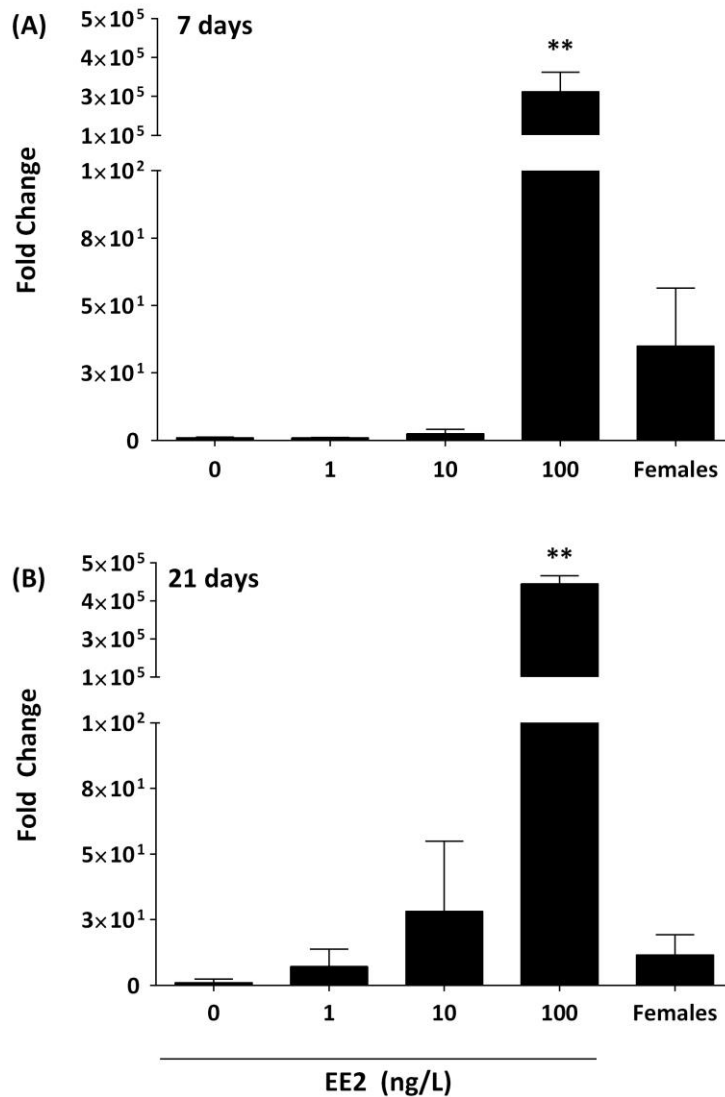 (A)
7 days
**
5×10⁵
4×10⁵
3×10⁵
1×10⁵
1×10²
8×10¹
5×10¹
3×10¹
0
Fold Change
0 1 10 100 Females
(B)
21 days
**
5×10⁵
4×10⁵
3×10⁵
1×10⁵
1×10²
8×10¹
5×10¹
3×10¹
0
Fold Change
0 1 10 100 Females
EE2 (ng/L)